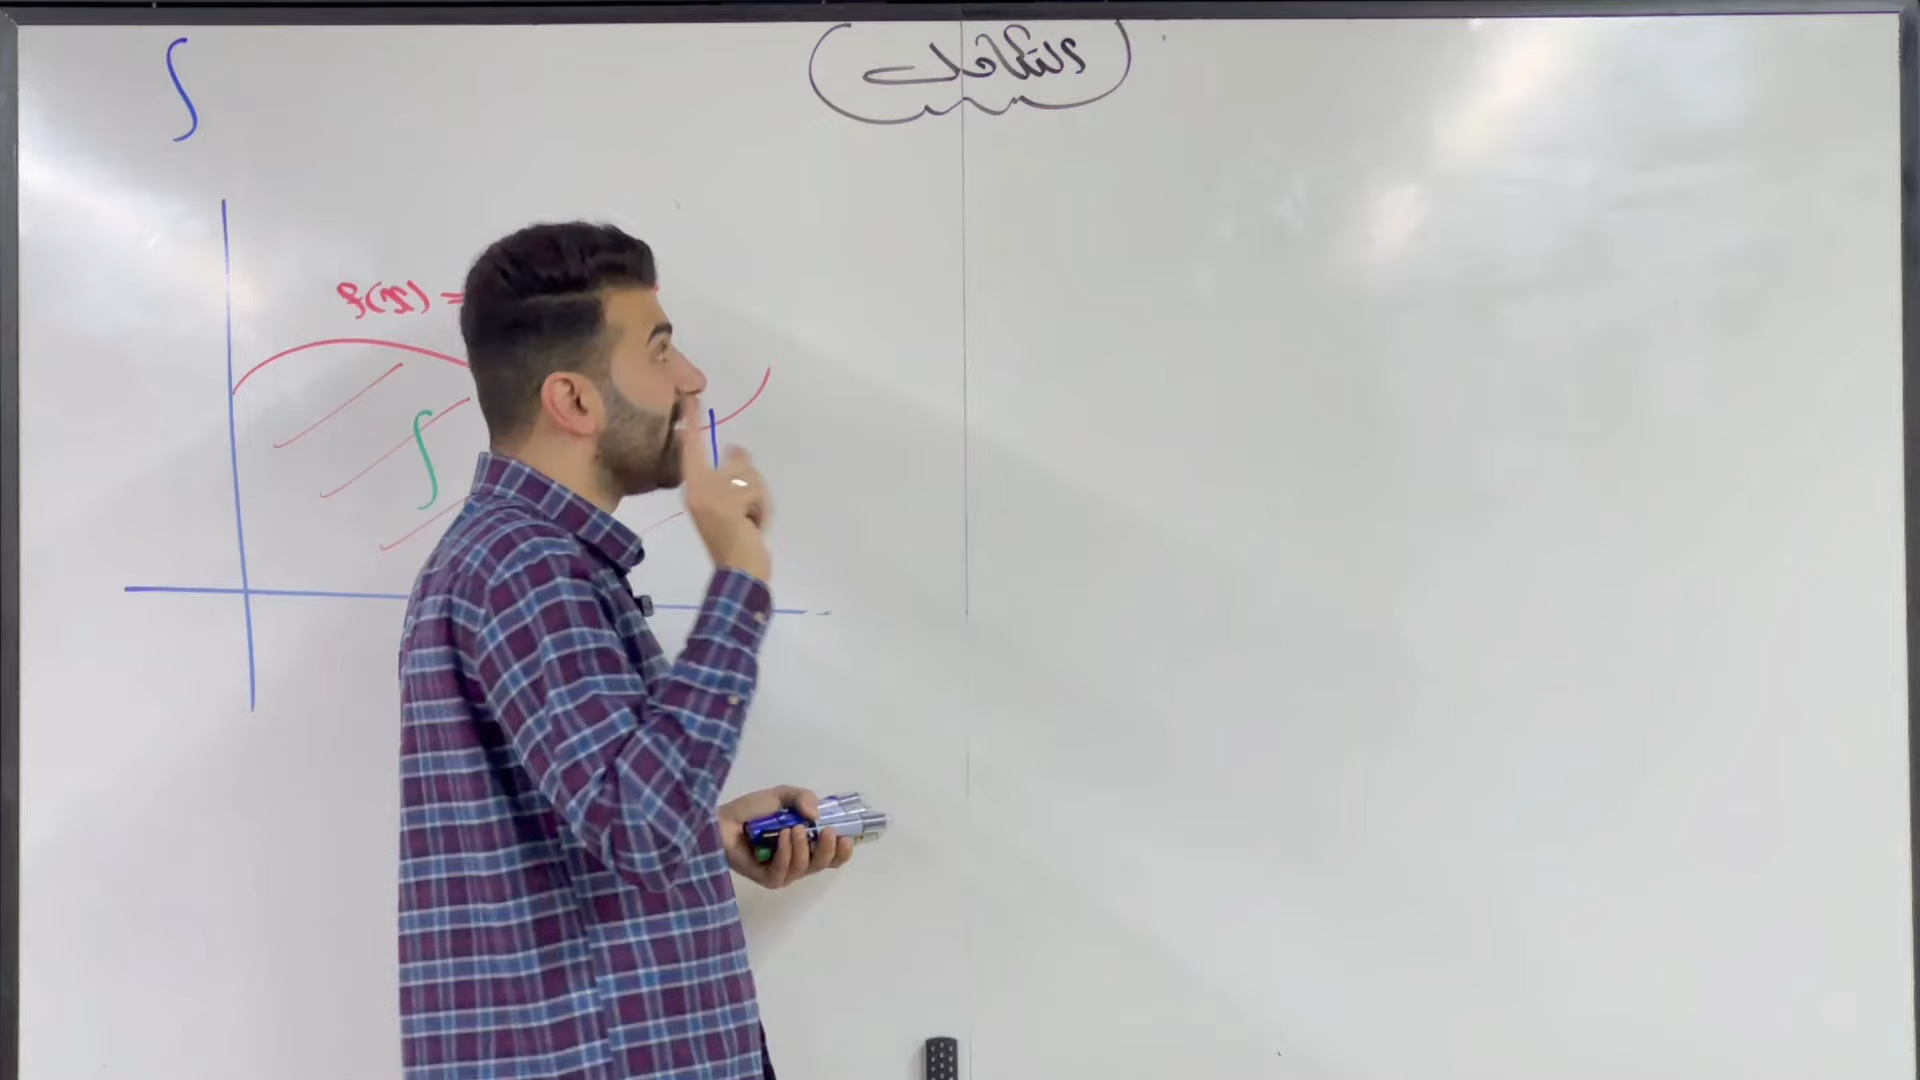 التكامل
∫
f(x) =
∫